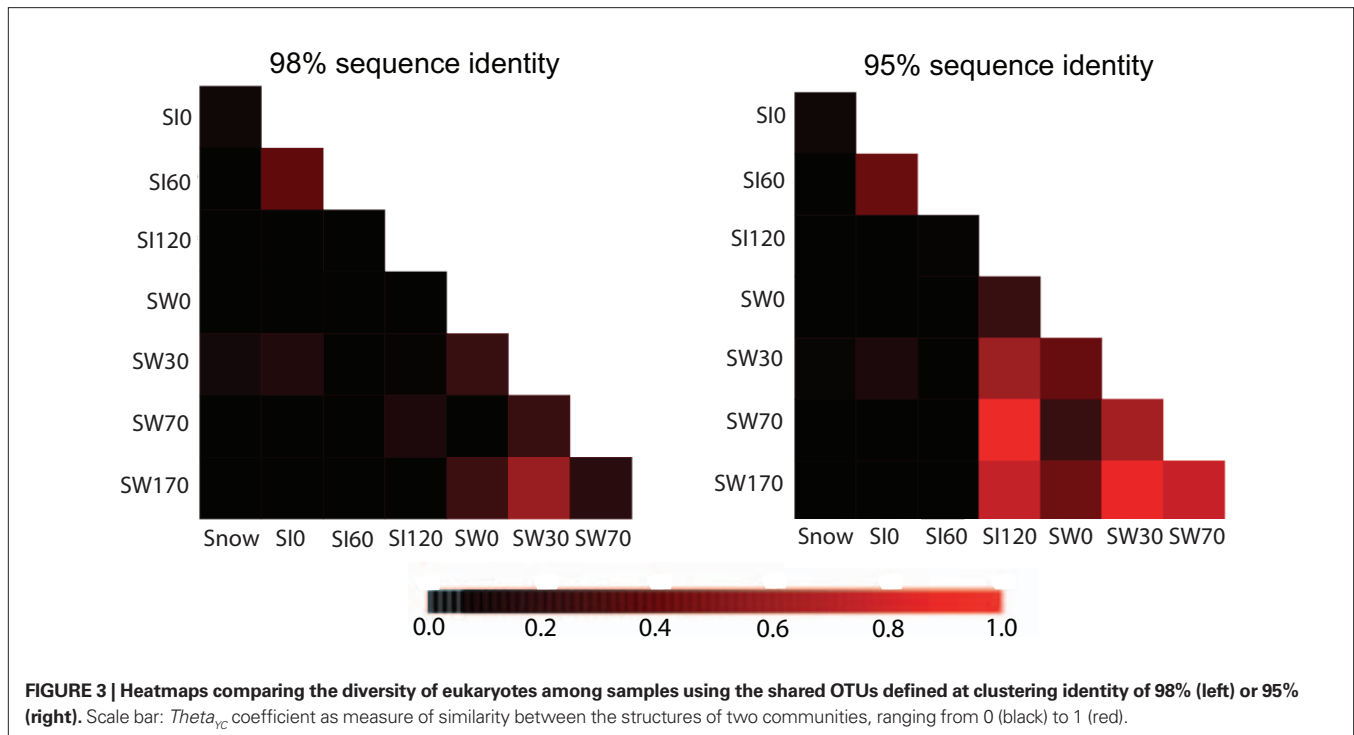 98% sequence identity
SI0
SI60
SI120
SW0
SW30
SW70
SW170
Snow SI0 SI60 SI120 SW0 SW30 SW70
95% sequence identity
SI0
SI60
SI120
SW0
SW30
SW70
SW170
Snow SI0 SI60 SI120 SW0 SW30 SW70
0.0 0.2 0.4 0.6 0.8 1.0
FIGURE 3 | Heatmaps comparing the diversity of eukaryotes among samples using the shared OTUs defined at clustering identity of 98% (left) or 95%
(right). Scale bar: Theta_YC coefficient as measure of similarity between the structures of two communities, ranging from 0 (black) to 1 (red).